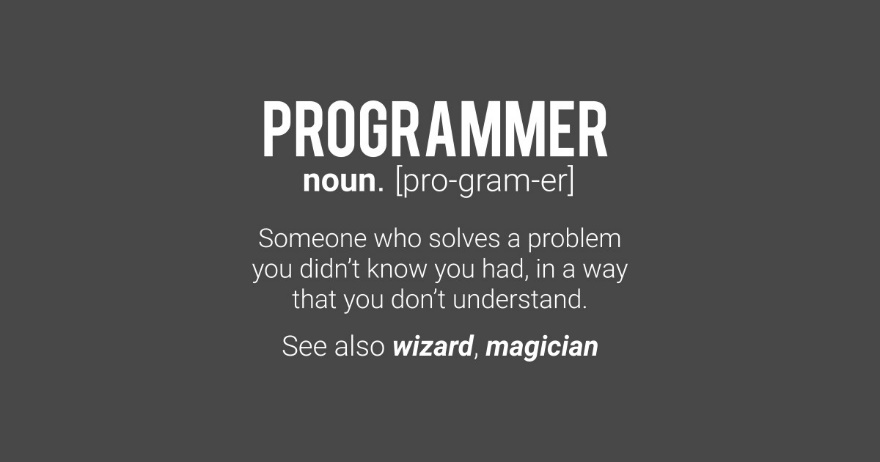 PROGRAMMER
noun. [pro-gram-er]
Someone who solves a problem
you didn’t know you had, in a way
that you don’t understand.
See also wizard, magician